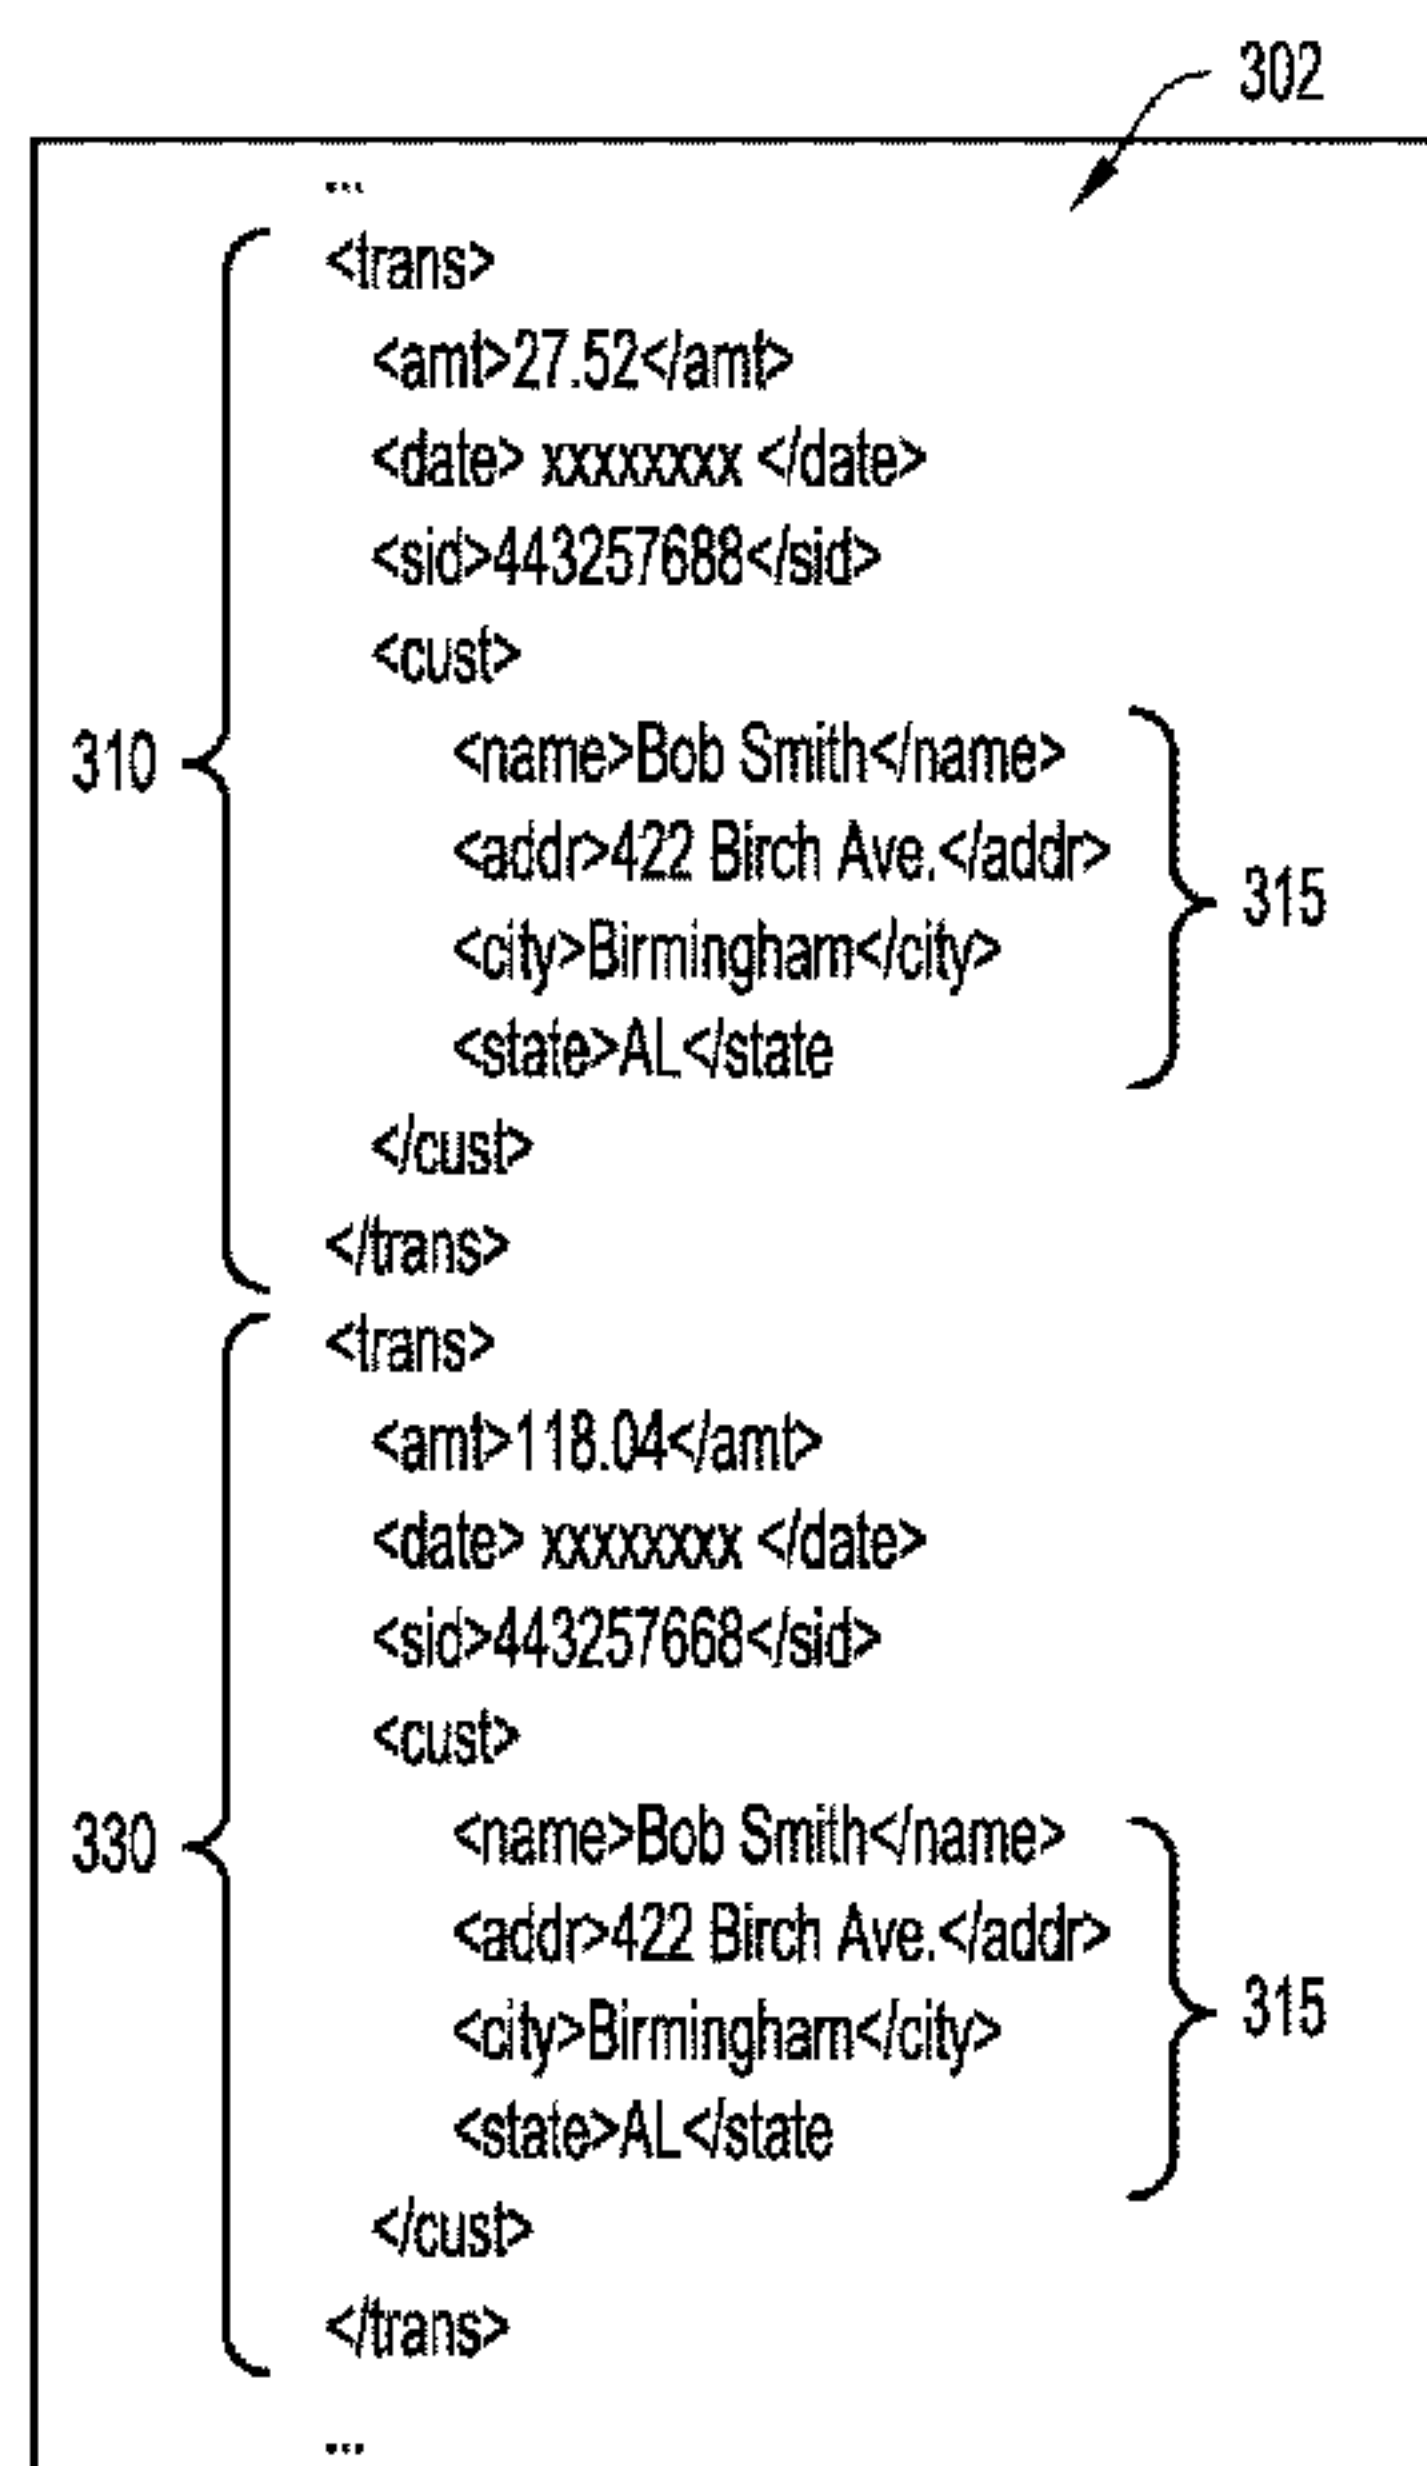 302
...
<trans>
<amt>27.52</amt>
<date> xxxxxxxx </date>
<sid>443257688</sid>
<cust>
310
<name>Bob Smith</name>
<addr>422 Birch Ave.</addr>
315
<city>Birmingham</city>
<state>AL</state
</cust>
</trans>
<trans>
<amt>118.04</amt>
<date> xxxxxxxx </date>
<sid>443257668</sid>
<cust>
330
<name>Bob Smith</name>
<addr>422 Birch Ave.</addr>
315
<city>Birmingham</city>
<state>AL</state
</cust>
</trans>
...